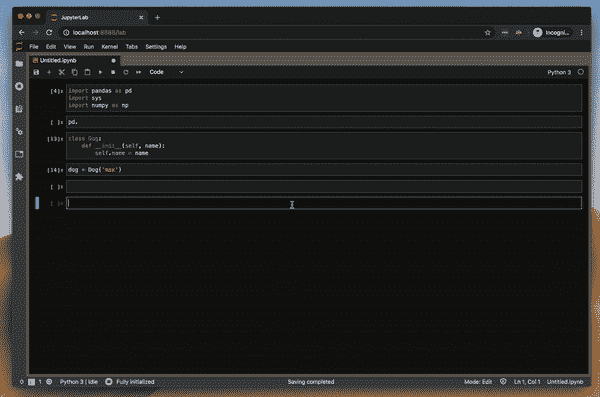 JupyterLab
localhost:8888/lab
Incogni...
File Edit View Run Kernel Tabs Settings Help
Untitled.ipynb
Code
Python 3
[4]: import pandas as pd
import sys
import numpy as np
[ ]: pd.
[13]: class
def __init__(self, name):
self.name = name
[14]: dog = Dog('max')
[ ]:
[ ]:
0 1 Python 3 | Idle Fully initialized Saving completed Mode: Edit Ln 1, Col 1 Untitled.ipynb